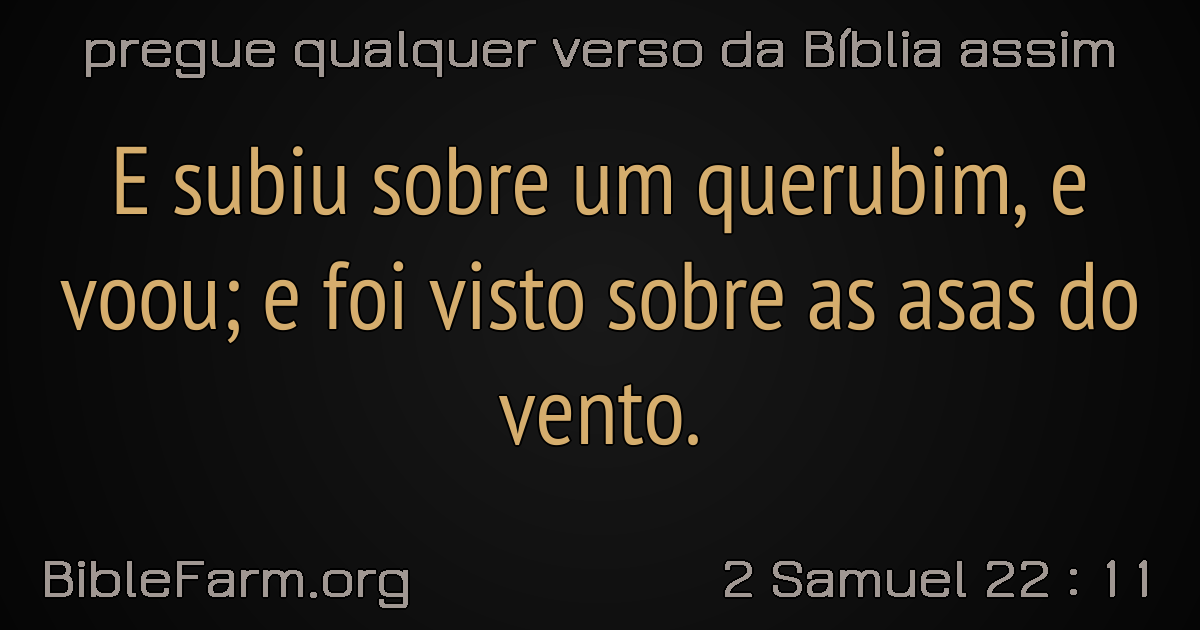 pregue qualquer verso da Bíblia assim
E subiu sobre um querubim, e
voou; e foi visto sobre as asas do
vento.
BibleFarm.org
2 Samuel 22 : 11